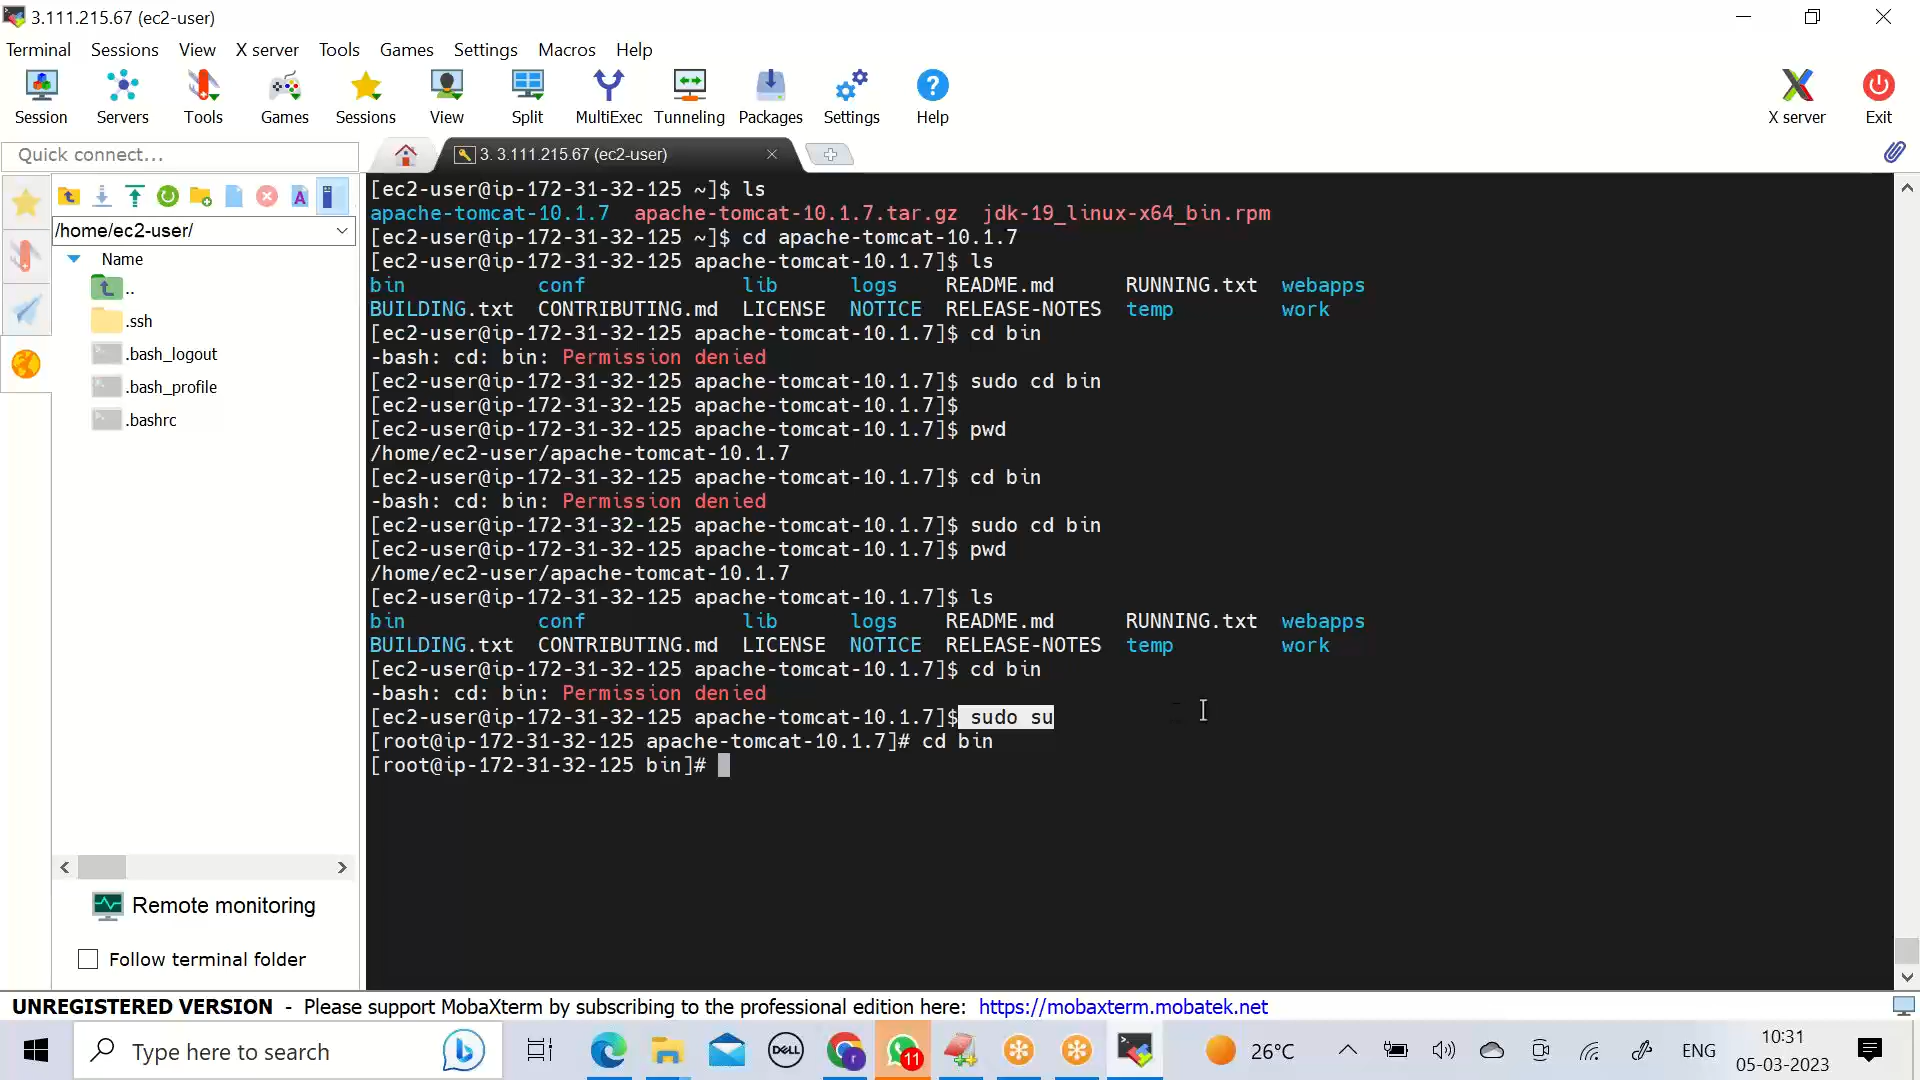 3.111.215.67 (ec2-user)
Terminal Sessions View X server Tools Games Settings Macros Help
Session Servers Tools Games Sessions View Split MultiExec Tunneling Packages Settings Help X server Exit
Quick connect...
3. 3.111.215.67 (ec2-user)
/home/ec2-user/
Name
..
.ssh
.bash_logout
.bash_profile
.bashrc
Remote monitoring
Follow terminal folder
[ec2-user@ip-172-31-32-125 ~]$ ls
apache-tomcat-10.1.7 apache-tomcat-10.1.7.tar.gz jdk-19_linux-x64_bin.rpm
[ec2-user@ip-172-31-32-125 ~]$ cd apache-tomcat-10.1.7
[ec2-user@ip-172-31-32-125 apache-tomcat-10.1.7]$ ls
bin conf lib logs README.md RUNNING.txt webapps
BUILDING.txt CONTRIBUTING.md LICENSE NOTICE RELEASE-NOTES temp work
[ec2-user@ip-172-31-32-125 apache-tomcat-10.1.7]$ cd bin
-bash: cd: bin: Permission denied
[ec2-user@ip-172-31-32-125 apache-tomcat-10.1.7]$ sudo cd bin
[ec2-user@ip-172-31-32-125 apache-tomcat-10.1.7]$
[ec2-user@ip-172-31-32-125 apache-tomcat-10.1.7]$ pwd
/home/ec2-user/apache-tomcat-10.1.7
[ec2-user@ip-172-31-32-125 apache-tomcat-10.1.7]$ cd bin
-bash: cd: bin: Permission denied
[ec2-user@ip-172-31-32-125 apache-tomcat-10.1.7]$ sudo cd bin
[ec2-user@ip-172-31-32-125 apache-tomcat-10.1.7]$ pwd
/home/ec2-user/apache-tomcat-10.1.7
[ec2-user@ip-172-31-32-125 apache-tomcat-10.1.7]$ ls
bin conf lib logs README.md RUNNING.txt webapps
BUILDING.txt CONTRIBUTING.md LICENSE NOTICE RELEASE-NOTES temp work
[ec2-user@ip-172-31-32-125 apache-tomcat-10.1.7]$ cd bin
-bash: cd: bin: Permission denied
[ec2-user@ip-172-31-32-125 apache-tomcat-10.1.7]$ sudo su
[root@ip-172-31-32-125 apache-tomcat-10.1.7]# cd bin
[root@ip-172-31-32-125 bin]#
UNREGISTERED VERSION - Please support MobaXterm by subscribing to the professional edition here: https://mobaxterm.mobatek.net
Type here to search
DELL
11
26°C
ENG
10:31
05-03-2023